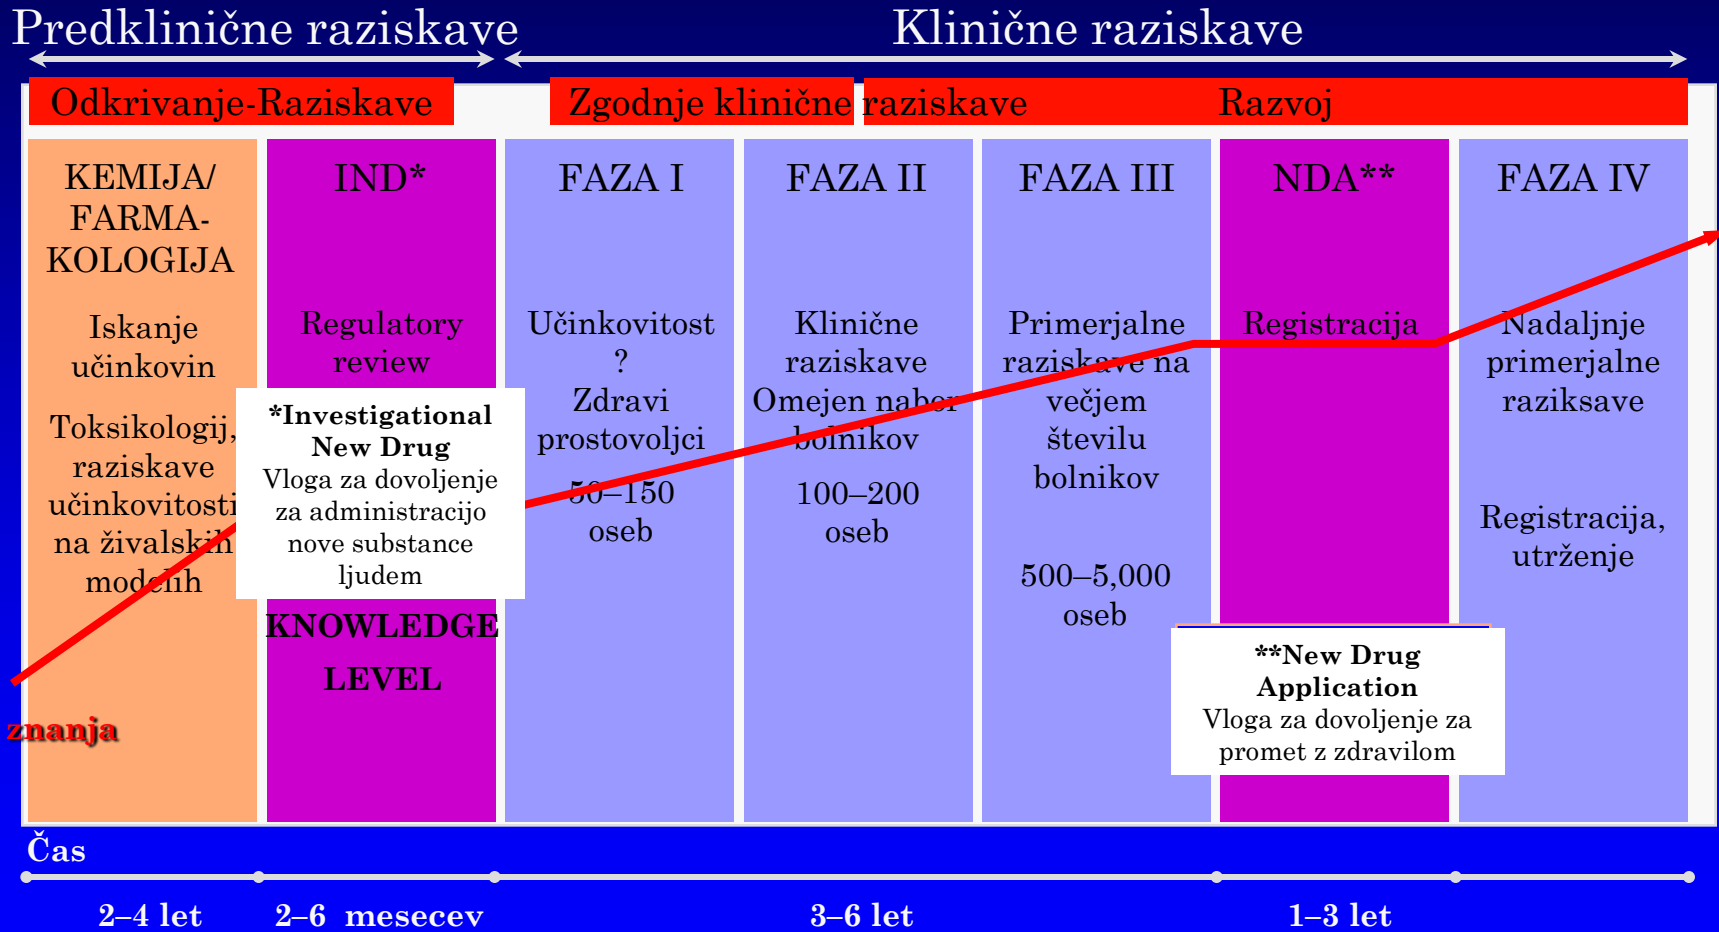 Predklinične raziskave
Klinične raziskave
Odkrivanje-Raziskave
Zgodnje klinične raziskave
Razvoj
KEMIJA/
FARMA-
KOLOGIJA
Iskanje
učinkovin
Toksikologij,
raziskave
učinkovitosti
na živalskih
modelih
znanja
IND*
Regulatory
review
*Investigational
New Drug
Vloga za dovoljenje
za administracijo
nove substance
ljudem
KNOWLEDGE
LEVEL
FAZA I
Učinkovitost
?
Zdravi
prostovoljci
50–150
oseb
FAZA II
Klinične
raziskave
Omejen nabor
bolnikov
100–200
oseb
FAZA III
Primerjalne
raziskave na
večjem
številu
bolnikov
500–5,000
oseb
NDA**
Registracija
**New Drug
Application
Vloga za dovoljenje za
promet z zdravilom
FAZA IV
Nadaljnje
primerjalne
raziksave
Registracija,
utrženje
Čas
2–4 let
2–6 mesecev
3–6 let
1–3 let